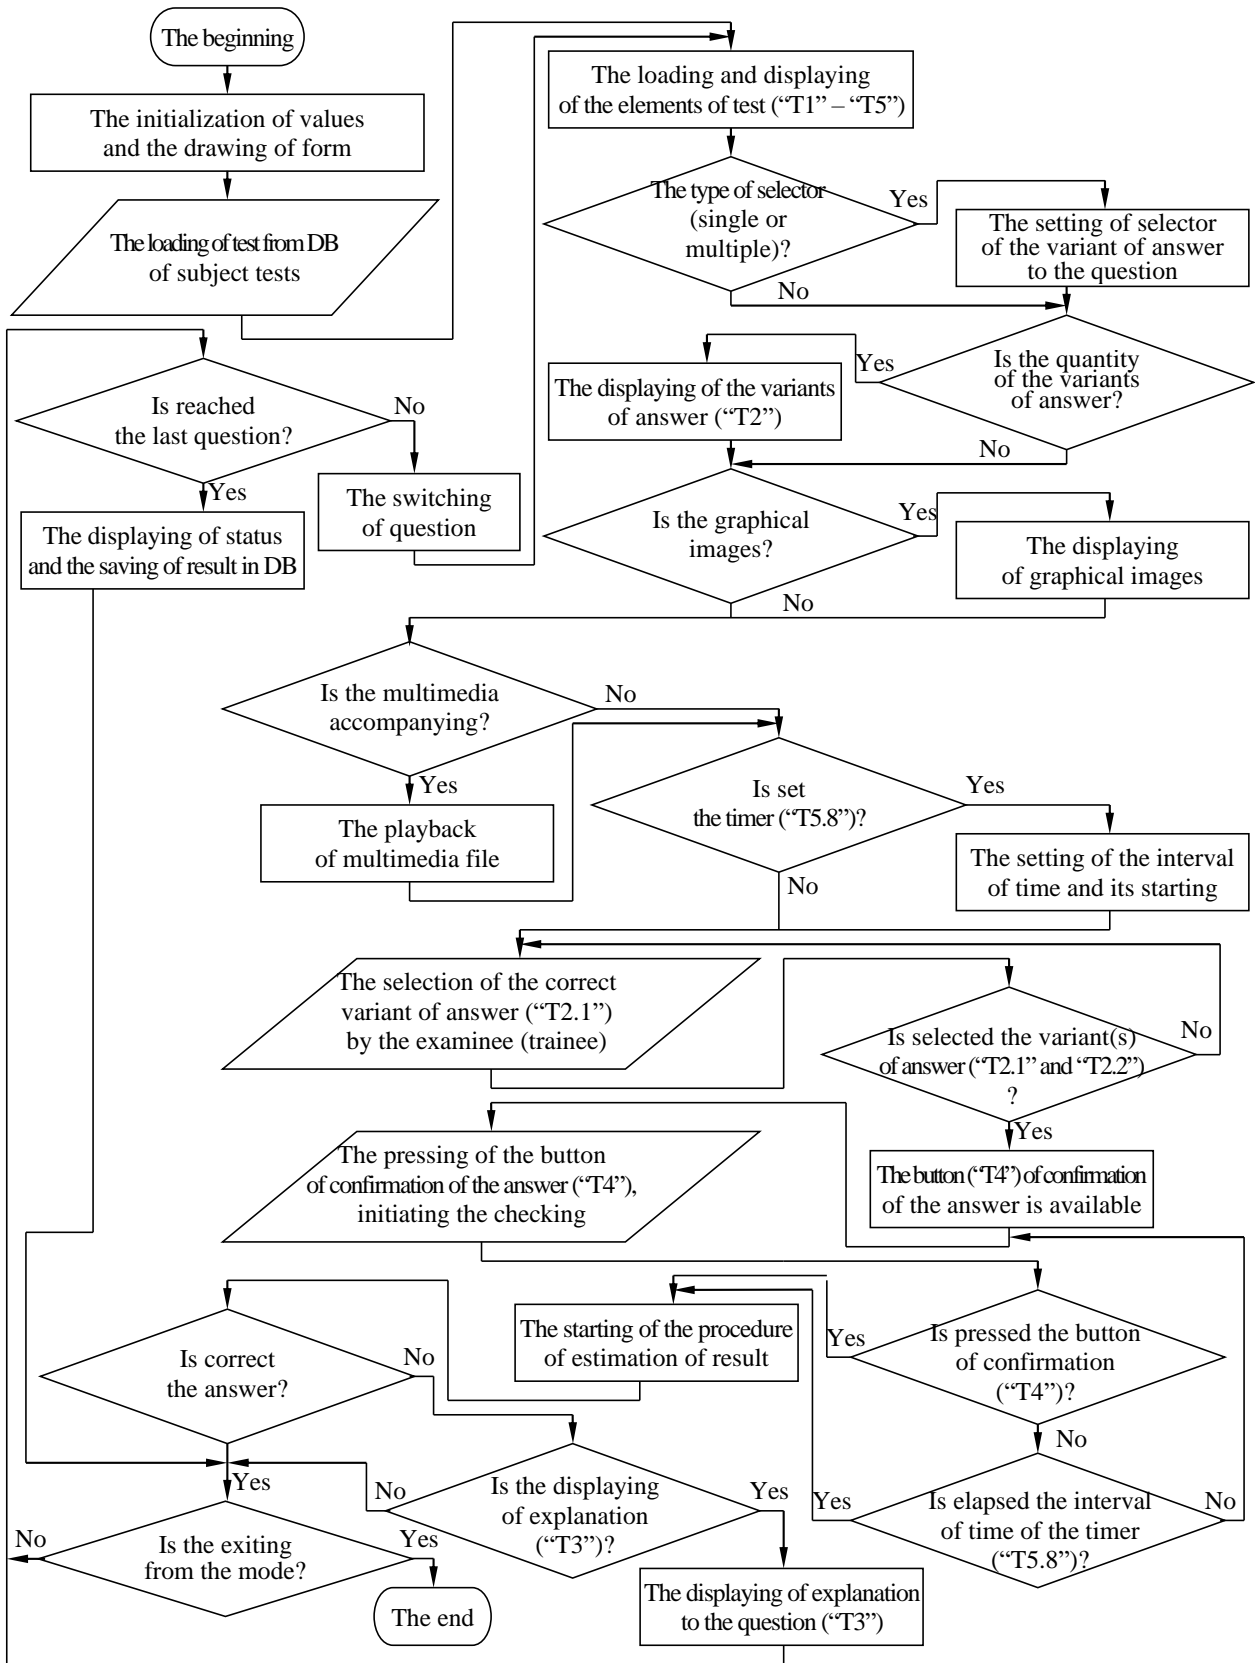 The beginning
The initialization of values
and the drawing of form
The loading of test from DB
of subject tests
The loading and displaying
of the elements of test (“T1” – “T5”)
The type of selector
(single or
multiple)?
Yes
The setting of selector
of the variant of answer
to the question
No
Is the quantity
of the variants
of answer?
Yes
The displaying of the variants
of answer (“T2”)
No
Is reached
the last question?
No
Yes
The switching
of question
The displaying of status
and the saving of result in DB
Is the graphical
images?
Yes
The displaying
of graphical images
No
Is the multimedia
accompanying?
No
Yes
The playback
of multimedia file
Is set
the timer (“T5.8”)?
Yes
No
The setting of the interval
of time and its starting
The selection of the correct
variant of answer (“T2.1”)
by the examinee (trainee)
Is selected the variant(s)
of answer (“T2.1” and “T2.2”)
?
No
Yes
The button (“T4”) of confirmation
of the answer is available
The pressing of the button
of confirmation of the answer (“T4”),
initiating the checking
Is pressed the button
of confirmation
(“T4”)?
Yes
No
The starting of the procedure
of estimation of result
Is correct
the answer?
No
Yes
Is the displaying
of explanation
(“T3”)?
No
Yes
Is elapsed the interval
of time of the timer
(“T5.8”)?
Yes
No
Is the exiting
from the mode?
No
Yes
The end
The displaying of explanation
to the question (“T3”)